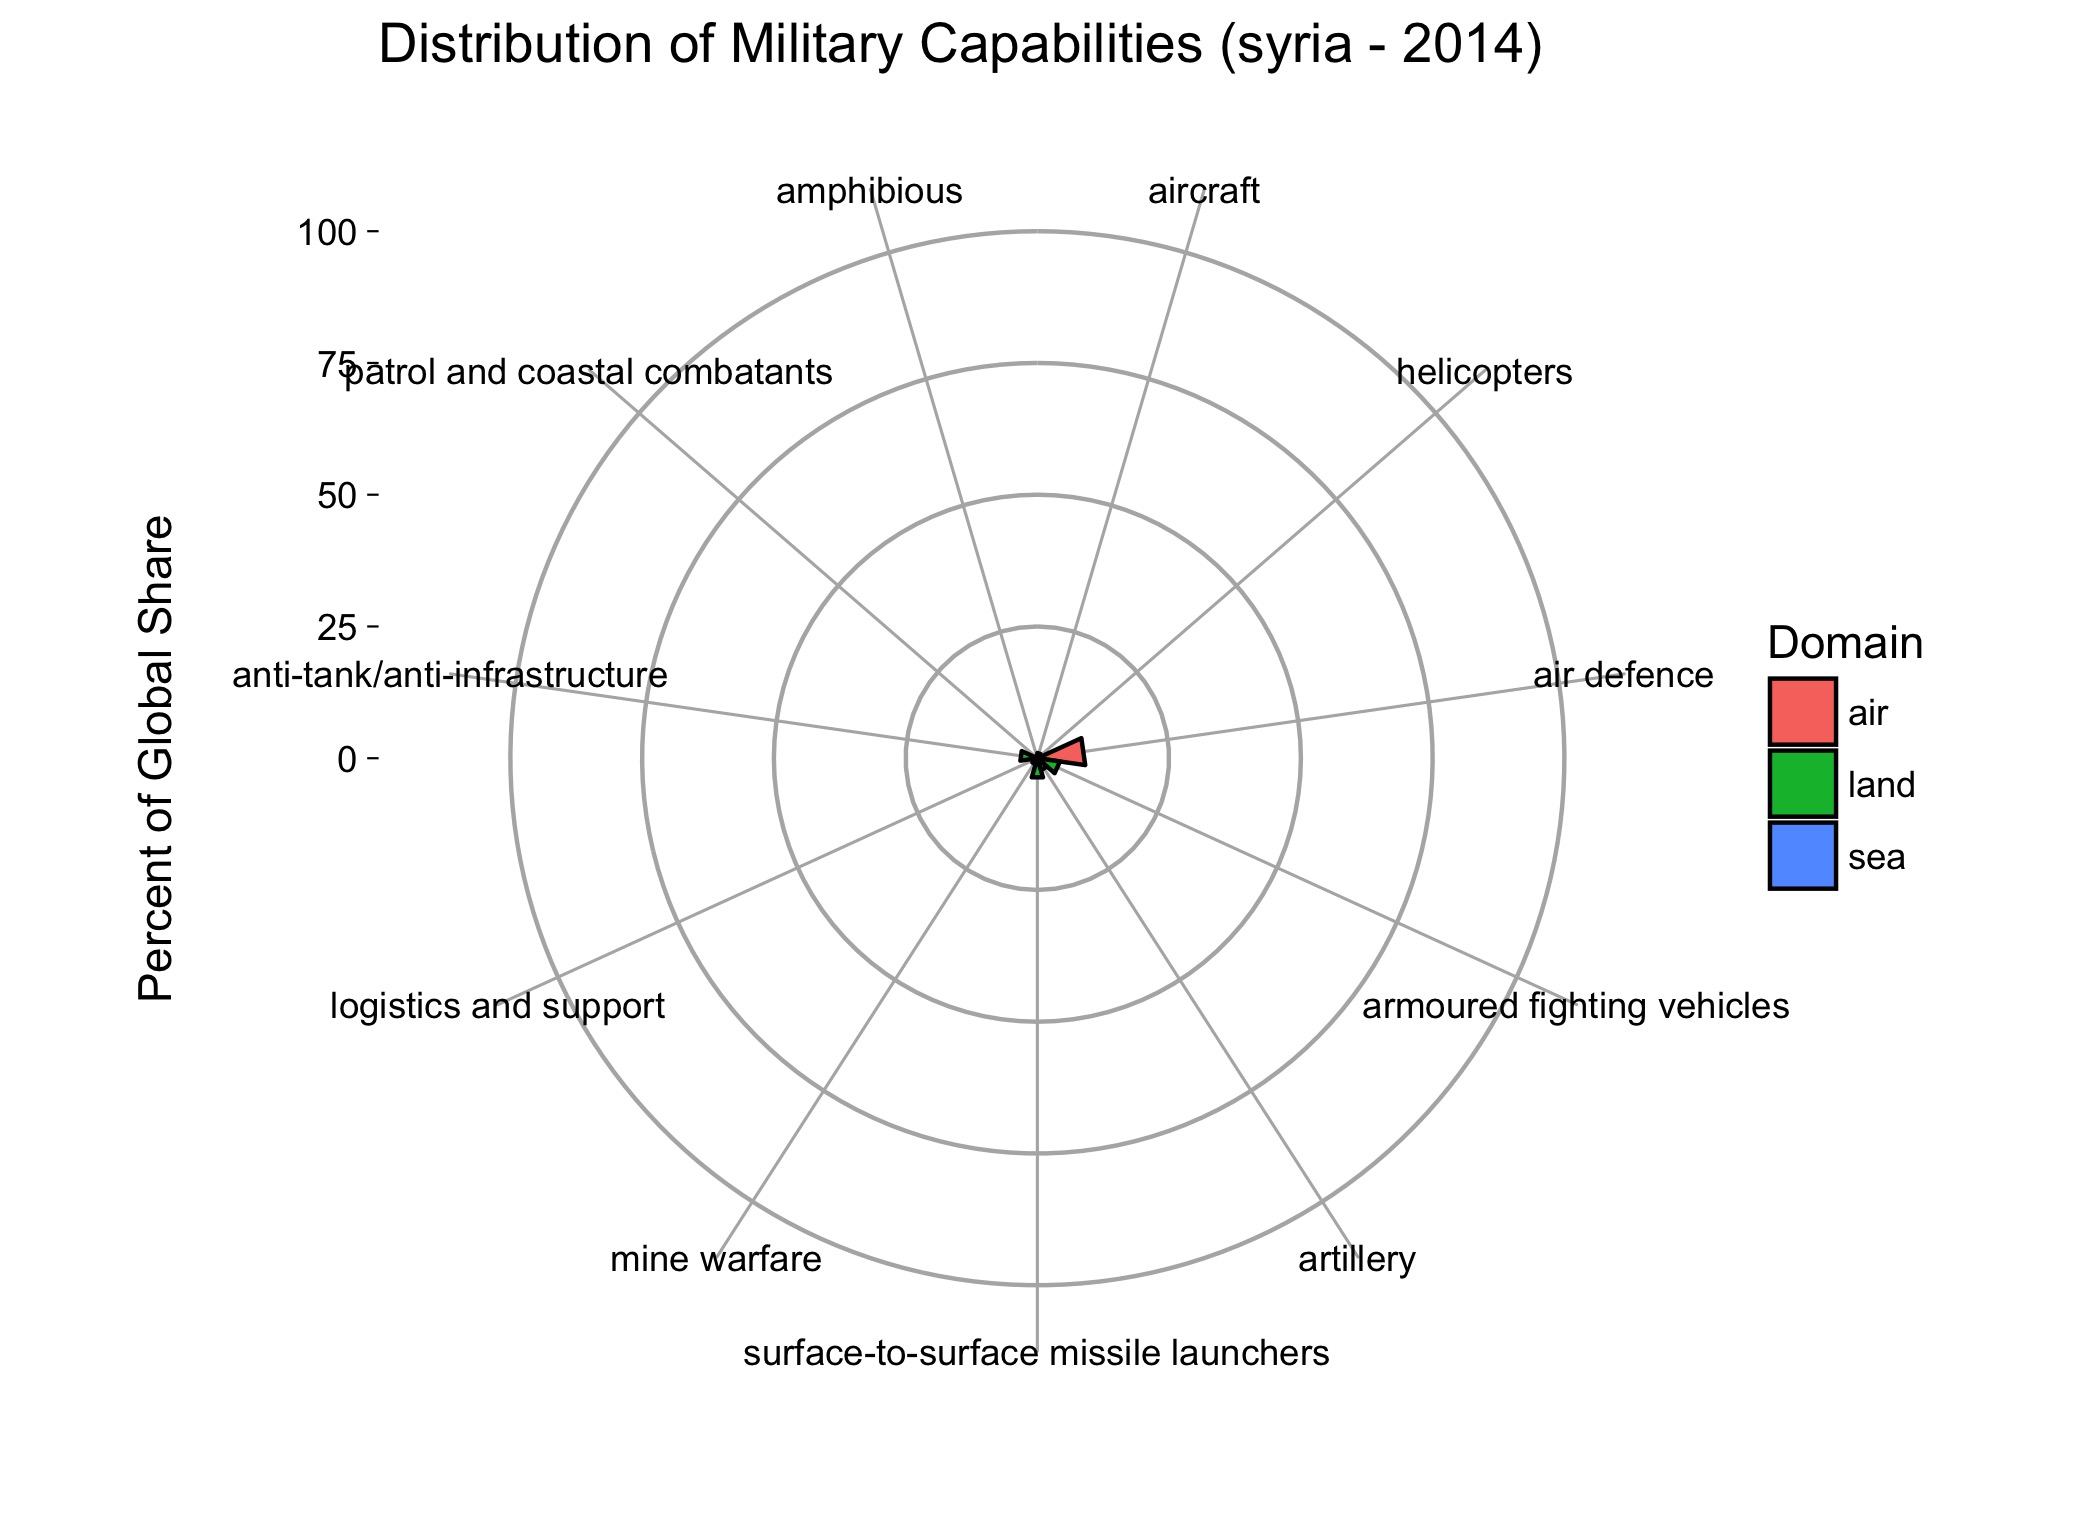 Distribution of Military Capabilities (syria - 2014)
amphibious
aircraft
100
75
patrol and coastal combatants
helicopters
50
25
anti-tank/anti-infrastructure
air defence
0
Percent of Global Share
Domain
air
land
sea
logistics and support
armoured fighting vehicles
mine warfare
artillery
surface-to-surface missile launchers